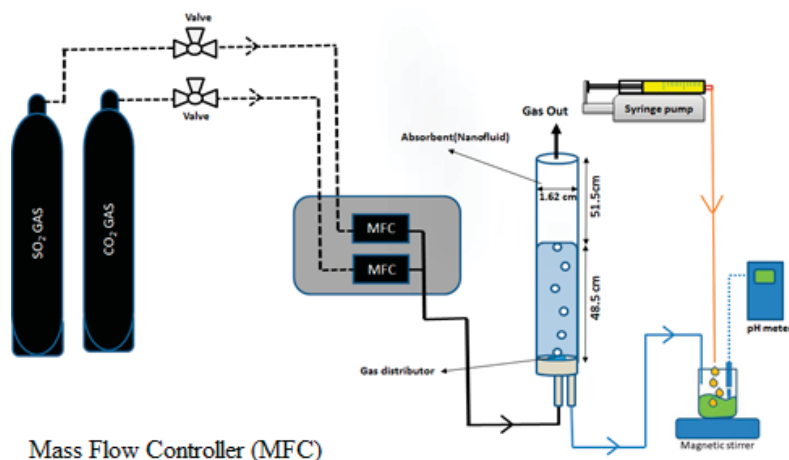 Valve
Valve
SO2 GAS
CO2 GAS
MFC
MFC
Gas Out
Absorbent(Nanofluid)
1.62 cm
51.5cm
48.5 cm
Gas distributor
Syringe pump
pH meter
Magnetic stirrer
Mass Flow Controller (MFC)